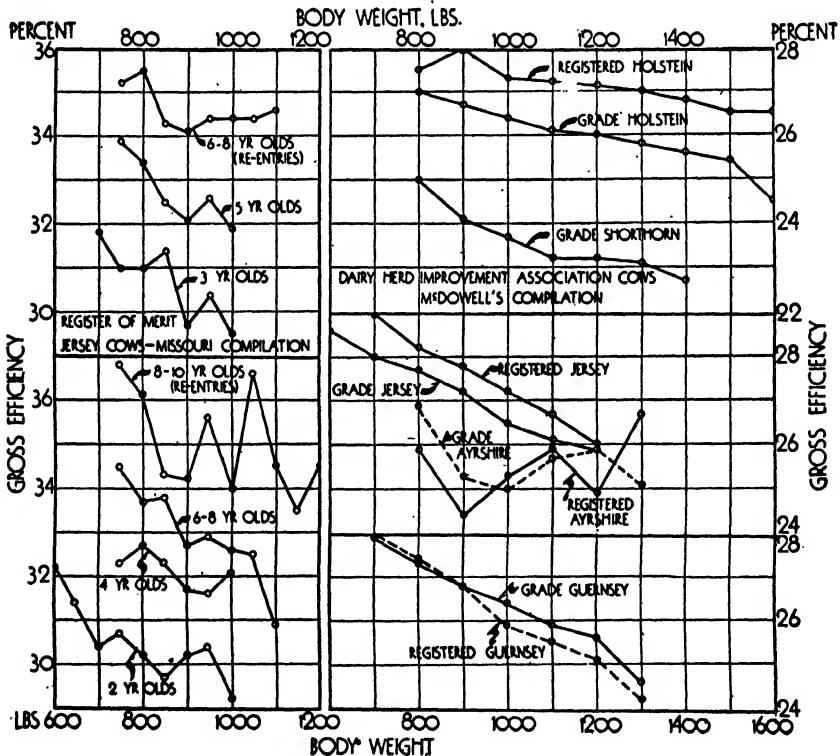 BODY WEIGHT, LBS.
PERCENT 800 1000 1200 800 1000 1200 1400 PERCENT
36
34
32
30
36
34
32
30
GROSS EFFICIENCY
6-8 YR OLDS
(RE-ENTRIES)
5 YR OLDS
3 YR OLDS
REGISTER OF MERIT
JERSEY COWS-MISSOURI COMPILATION
8-10 YR OLDS
(RE-ENTRIES)
6-8 YR OLDS
4 YR OLDS
2 YR OLDS
REGISTERED HOLSTEIN
GRADE HOLSTEIN
GRADE SHORTHORN
DAIRY HERD IMPROVEMENT ASSOCIATION COWS
McDOWELL'S COMPILATION
REGISTERED JERSEY
GRADE JERSEY
GRADE
AYRSHIRE
REGISTERED
AYRSHIRE
GRADE GUERNSEY
REGISTERED GUERNSEY
28
26
24
22
28
26
24
28
26
24
GROSS EFFICIENCY
LBS 600 800 1000 1200 800 1000 1200 1400 1600
BODY WEIGHT